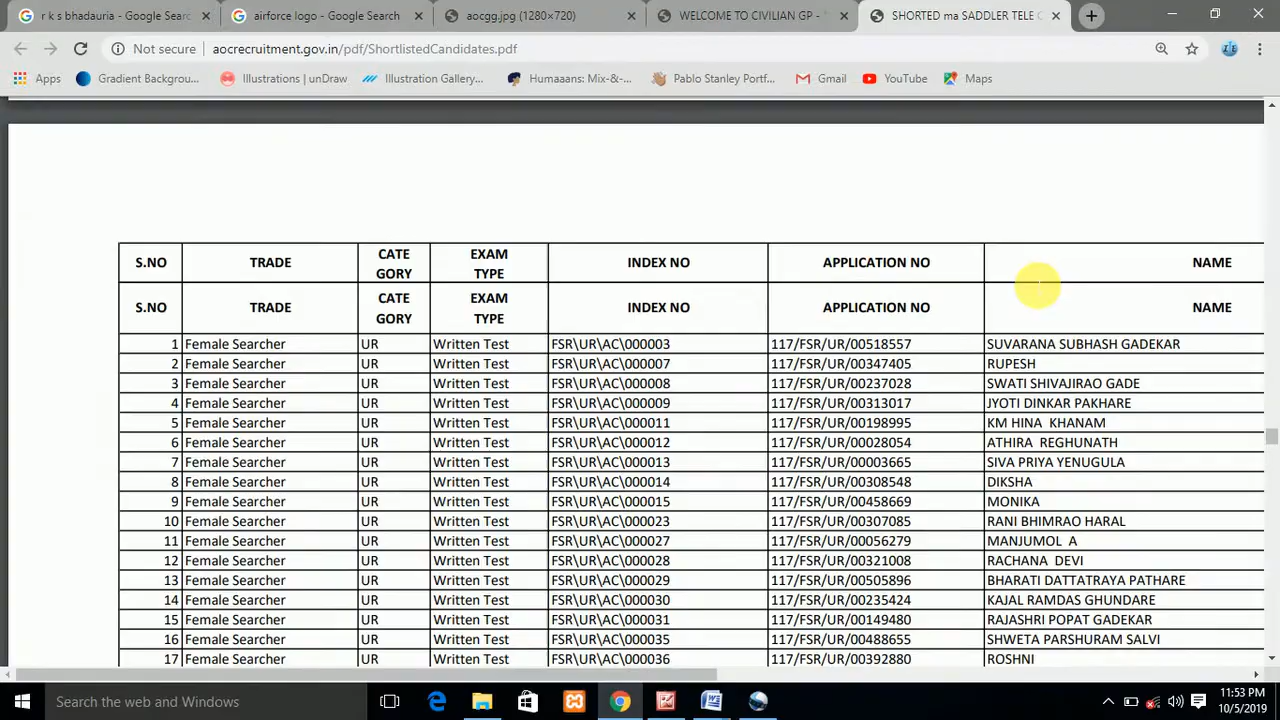 r k s bhadauria - Google Searc
airforce logo - Google Search
aocgg.jpg (1280×720)
WELCOME TO CIVILIAN GP -
SHORTED ma SADDLER TELE
Not secure
aocrecruitment.gov.in/pdf/ShortlistedCandidates.pdf
Apps
Gradient Backgrou...
Illustrations | unDraw
Illustration Gallery...
Humaaans: Mix-&-...
Pablo Stanley Portf...
Gmail
YouTube
Maps
S.NO TRADE CATE GORY EXAM TYPE INDEX NO APPLICATION NO NAME
S.NO TRADE CATE GORY EXAM TYPE INDEX NO APPLICATION NO NAME
1 Female Searcher UR Written Test FSR\UR\AC\000003 117/FSR/UR/00518557 SUVARANA SUBHASH GADEKAR
2 Female Searcher UR Written Test FSR\UR\AC\000007 117/FSR/UR/00347405 RUPESH
3 Female Searcher UR Written Test FSR\UR\AC\000008 117/FSR/UR/00237028 SWATI SHIVAJIRAO GADE
4 Female Searcher UR Written Test FSR\UR\AC\000009 117/FSR/UR/00313017 JYOTI DINKAR PAKHARE
5 Female Searcher UR Written Test FSR\UR\AC\000011 117/FSR/UR/00198995 KM HINA KHANAM
6 Female Searcher UR Written Test FSR\UR\AC\000012 117/FSR/UR/00028054 ATHIRA REGHUNATH
7 Female Searcher UR Written Test FSR\UR\AC\000013 117/FSR/UR/00003665 SIVA PRIYA YENUGULA
8 Female Searcher UR Written Test FSR\UR\AC\000014 117/FSR/UR/00308548 DIKSHA
9 Female Searcher UR Written Test FSR\UR\AC\000015 117/FSR/UR/00458669 MONIKA
10 Female Searcher UR Written Test FSR\UR\AC\000023 117/FSR/UR/00307085 RANI BHIMRAO HARAL
11 Female Searcher UR Written Test FSR\UR\AC\000027 117/FSR/UR/00056279 MANJUMOL A
12 Female Searcher UR Written Test FSR\UR\AC\000028 117/FSR/UR/00321008 RACHANA DEVI
13 Female Searcher UR Written Test FSR\UR\AC\000029 117/FSR/UR/00505896 BHARATI DATTATRAYA PATHARE
14 Female Searcher UR Written Test FSR\UR\AC\000030 117/FSR/UR/00235424 KAJAL RAMDAS GHUNDARE
15 Female Searcher UR Written Test FSR\UR\AC\000031 117/FSR/UR/00149480 RAJASHRI POPAT GADEKAR
16 Female Searcher UR Written Test FSR\UR\AC\000035 117/FSR/UR/00488655 SHWETA PARSHURAM SALVI
17 Female Searcher UR Written Test FSR\UR\AC\000036 117/FSR/UR/00392880 ROSHNI
Search the web and Windows
11:53 PM
10/5/2019